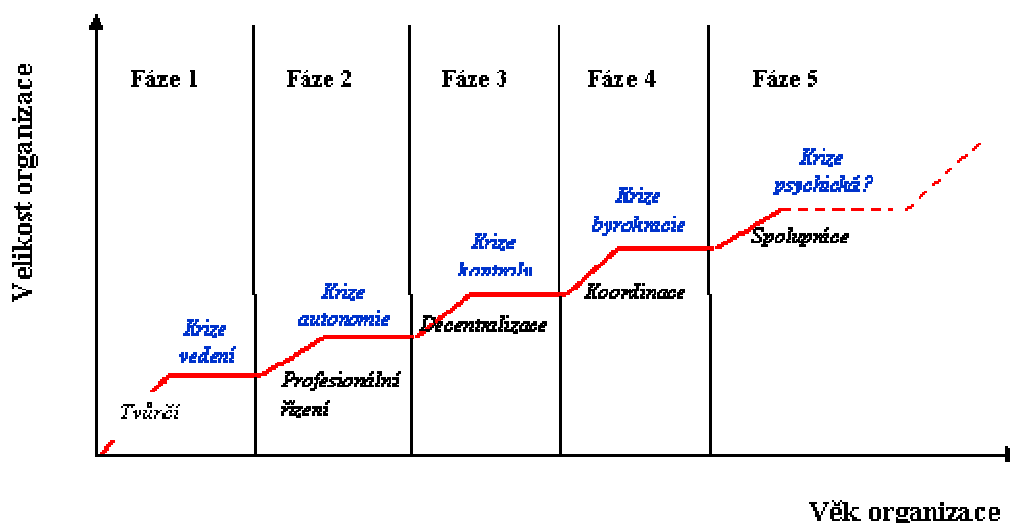 Fáze 1
Fáze 2
Fáze 3
Fáze 4
Fáze 5
Velikost organizace
Krize
psychická?
Krize
byrokracie
Spolupráce
Krize
kontroly
Krize
autonomie
Koordinace
Decentralizace
Krize
vedení
Profesionální
řízení
Tvůrčí
Věk organizace